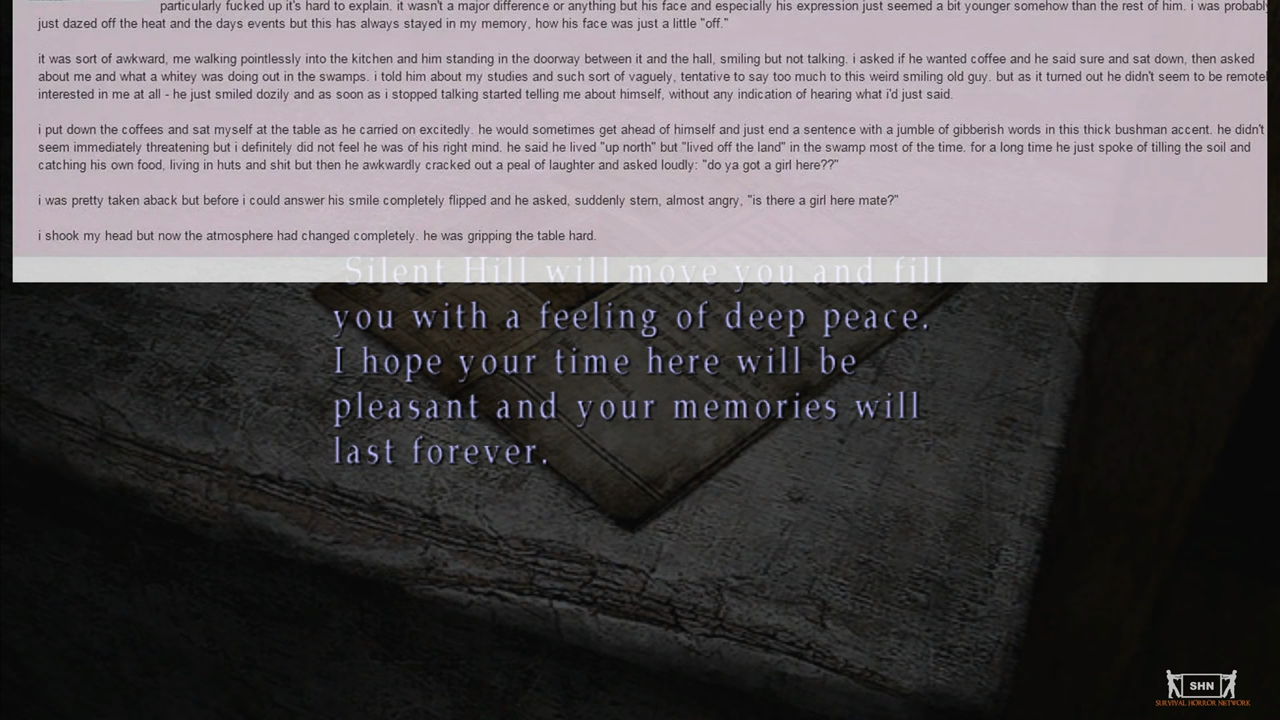 particularly fucked up it's hard to explain. it wasn't a major difference or anything but his face and especially his expression just seemed a bit younger somehow than the rest of him. i was probably
just dazed off the heat and the days events but this has always stayed in my memory, how his face was just a little "off."
it was sort of awkward, me walking pointlessly into the kitchen and him standing in the doorway between it and the hall, smiling but not talking. i asked if he wanted coffee and he said sure and sat down, then asked
about me and what a whitey was doing out in the swamps. i told him about my studies and such sort of vaguely, tentative to say too much to this weird smiling old guy. but as it turned out he didn't seem to be remotel
interested in me at all - he just smiled dozily and as soon as i stopped talking started telling me about himself, without any indication of hearing what i'd just said.
i put down the coffees and sat myself at the table as he carried on excitedly. he would sometimes get ahead of himself and just end a sentence with a jumble of gibberish words in this thick bushman accent. he didn't
seem immediately threatening but i definitely did not feel he was of his right mind. he said he lived "up north" but "lived off the land" in the swamp most of the time. for a long time he just spoke of tilling the soil and
catching his own food, living in huts and shit but then he awkwardly cracked out a peal of laughter and asked loudly: "do ya got a girl here??"
i was pretty taken aback but before i could answer his smile completely flipped and he asked, suddenly stern, almost angry, "is there a girl here mate?"
i shook my head but now the atmosphere had changed completely. he was gripping the table hard.
Silent Hill will move you and fill
you with a feeling of deep peace.
I hope your time here will be
pleasant and your memories will
last forever.
SHN
SURVIVAL HORROR NETWORK